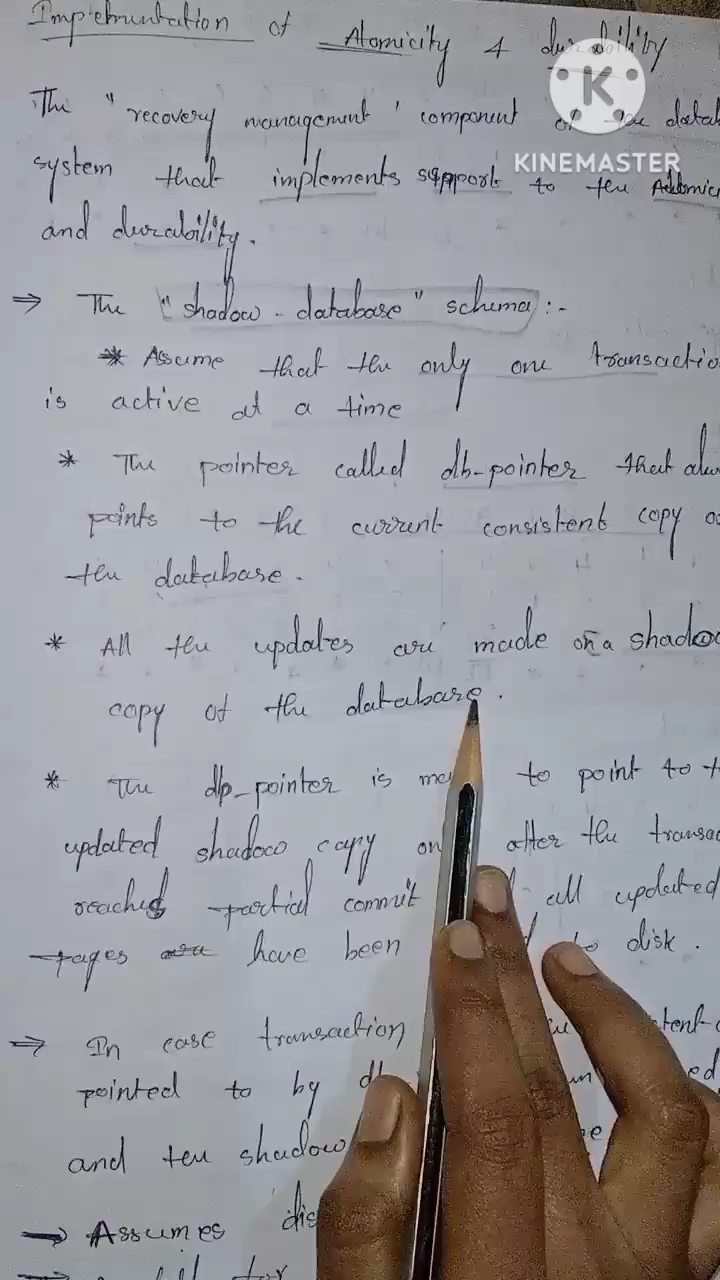 Implementation of Atomicity & durability
KINEMASTER
The "recovery management" component of the
system that implements support to the
and durability.
⇒ The "shadow - database" schema :-
* Assume that the only one
is active at a time
* The pointer called db-pointer that
points to the current consistent copy
the database.
* All the updates are made on a
copy of the database.
* The db-pointer is to point to
updated shadow copy after the
reaches partial commit all updated
pages have been to disk.
⇒ In case transaction
pointed to by
and the shadow
→ Assumes